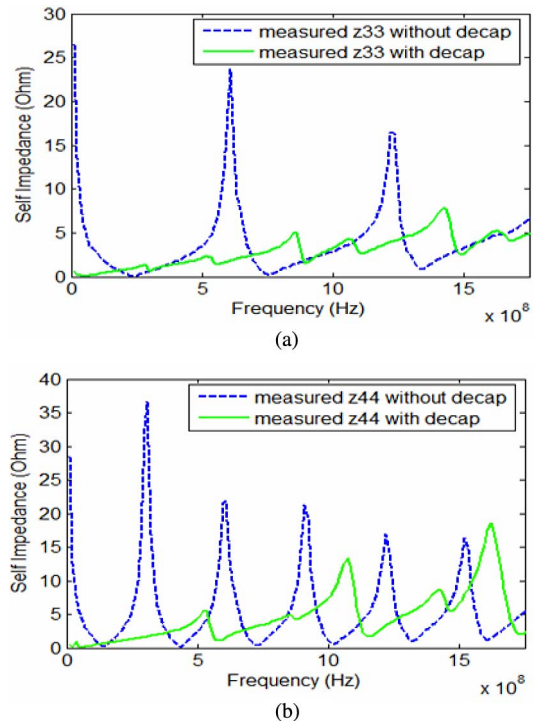 measured z33 without decap
measured z33 with decap
30
25
20
15
10
5
0
Self Impedance (Ohm)
0
5
10
15
Frequency (Hz)
x 10^8
(a)
measured z44 without decap
measured z44 with decap
40
35
30
25
20
15
10
5
0
Self Impedance (Ohm)
0
5
10
15
Frequency (Hz)
x 10^8
(b)